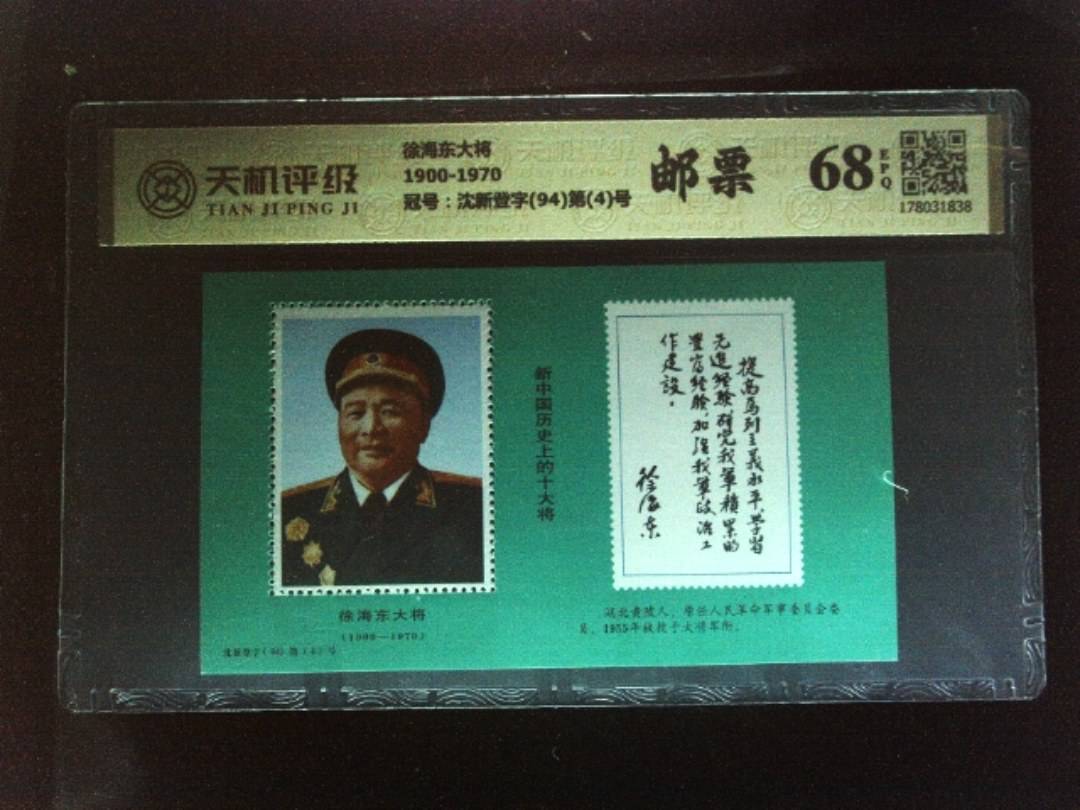 天机评级
TIAN JI PING JI
徐海东大将
1900-1970
冠号：沈新登字(94)第(4)号
邮票
68
EPQ
178031838
新中国历史上的十大将
提高馬列主義水平，学習
先進經験，研究我軍積累的
豐富經验，加强我軍政治工
作建設。
徐海东
徐海东大将
(1900—1970)
湖北黄陂人，曾任人民革命军事委员会委
员，1955年被授予大将军衔。